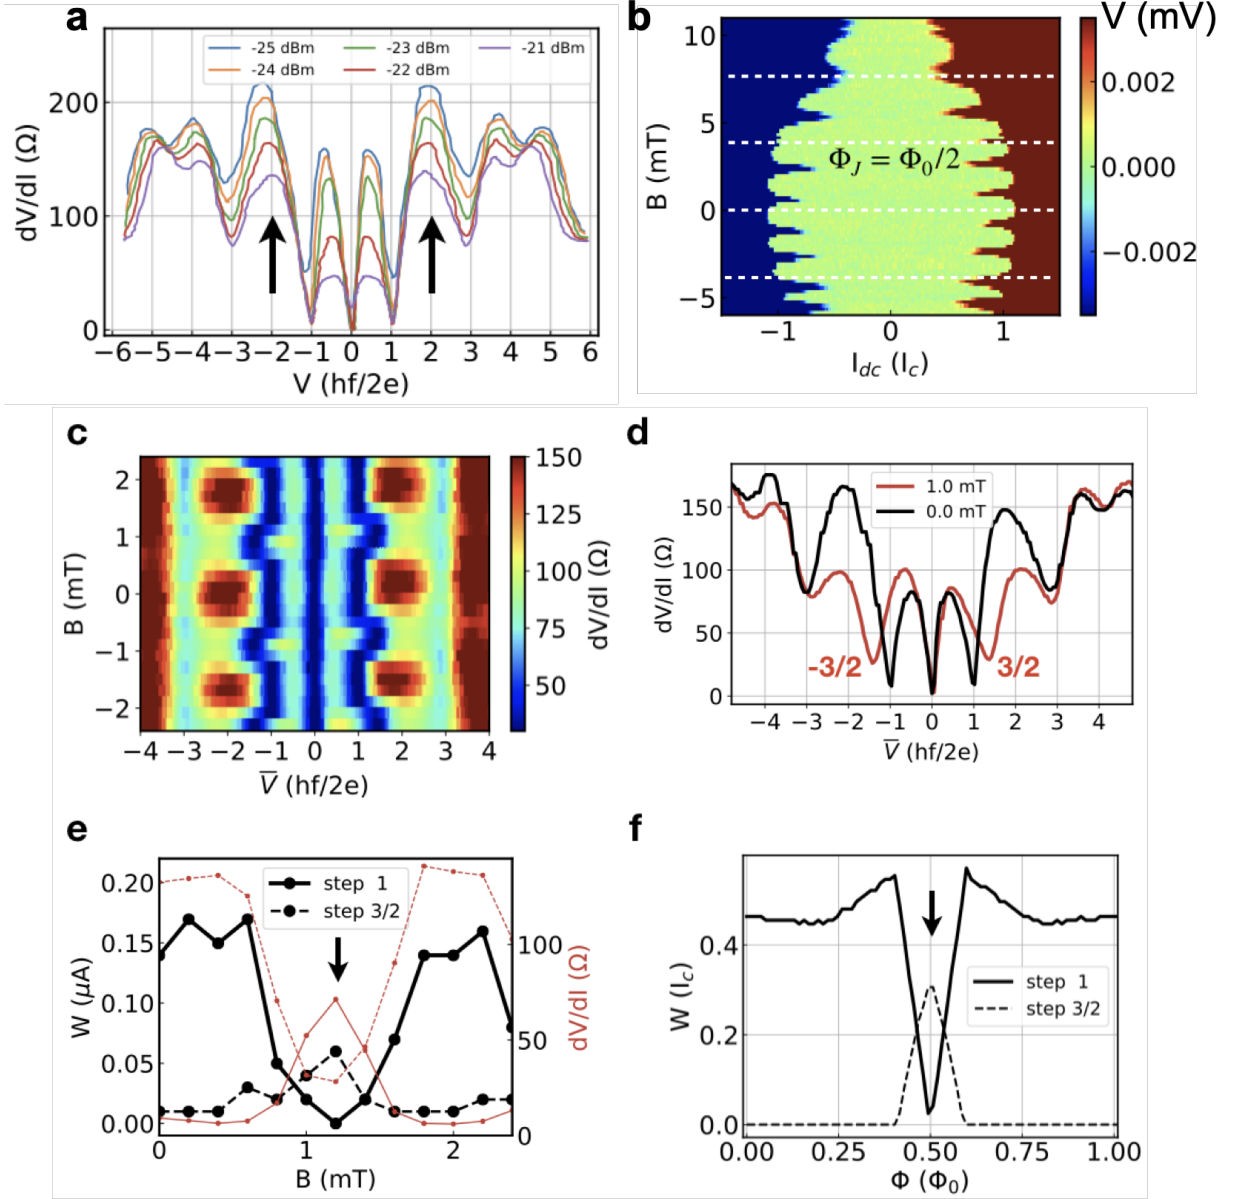 a
-25 dBm
-23 dBm
-21 dBm
-24 dBm
-22 dBm
dV/dI (Ω)
200
100
0
−6 −5 −4 −3 −2 −1 0 1 2 3 4 5 6
V (hf/2e)
b
V (mV)
B (mT)
10
5
0
−5
Φ_J = Φ_0/2
−1 0 1
I_dc (I_c)
0.002
0.000
−0.002
c
B (mT)
2
1
0
−1
−2
−4 −3 −2 −1 0 1 2 3 4
V̅ (hf/2e)
150
125
100
75
50
dV/dI (Ω)
d
1.0 mT
0.0 mT
dV/dI (Ω)
150
100
50
0
-3/2
3/2
−4 −3 −2 −1 0 1 2 3 4
V̅ (hf/2e)
e
step 1
step 3/2
W (μA)
0.20
0.15
0.10
0.05
0.00
100
50
0
dV/dI (Ω)
0 1 2
B (mT)
f
W (I_c)
0.4
0.2
0.0
step 1
step 3/2
0.00 0.25 0.50 0.75 1.00
Φ (Φ_0)